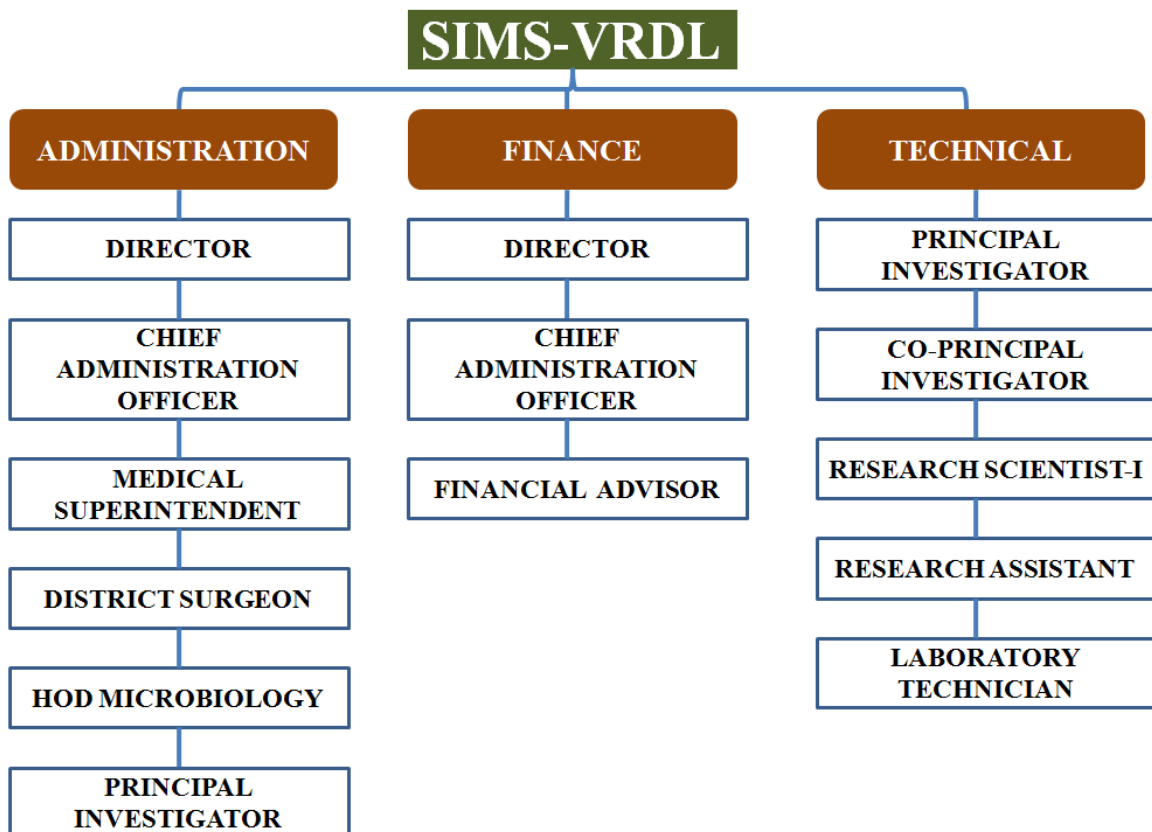 SIMS-VRDL
ADMINISTRATION
DIRECTOR
CHIEF
ADMINISTRATION
OFFICER
MEDICAL
SUPERINTENDENT
DISTRICT SURGEON
HOD MICROBIOLOGY
PRINCIPAL
INVESTIGATOR
FINANCE
DIRECTOR
CHIEF
ADMINISTRATION
OFFICER
FINANCIAL ADVISOR
TECHNICAL
PRINCIPAL
INVESTIGATOR
CO-PRINCIPAL
INVESTIGATOR
RESEARCH SCIENTIST-I
RESEARCH ASSISTANT
LABORATORY
TECHNICIAN